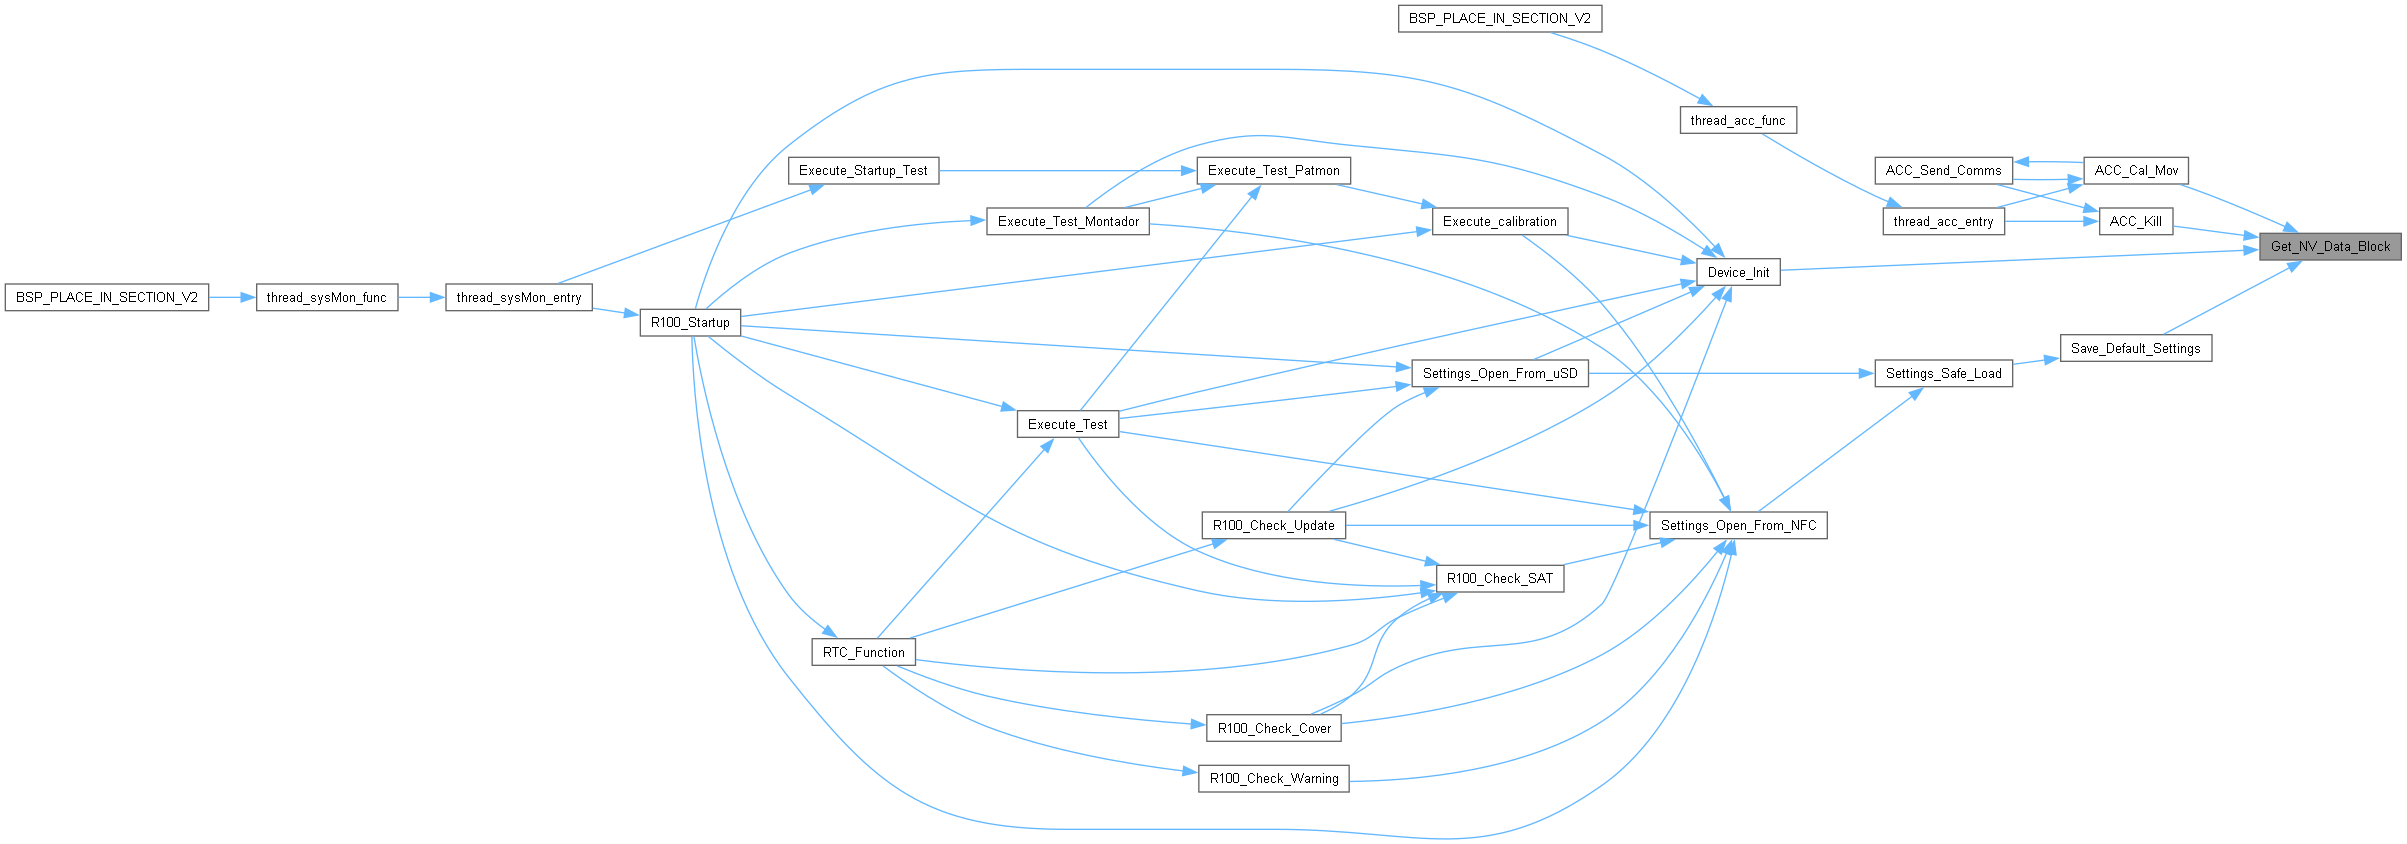 BSP_PLACE_IN_SECTION_V2
thread_acc_func
Execute_Startup_Test
Execute_Test_Patmon
ACC_Send_Comms
ACC_Cal_Mov
Execute_Test_Montador
Execute_calibration
thread_acc_entry
ACC_Kill
Get_NV_Data_Block
Device_Init
BSP_PLACE_IN_SECTION_V2
thread_sysMon_func
thread_sysMon_entry
R100_Startup
Save_Default_Settings
Settings_Open_From_uSD
Settings_Safe_Load
Execute_Test
R100_Check_Update
Settings_Open_From_NFC
R100_Check_SAT
RTC_Function
R100_Check_Cover
R100_Check_Warning